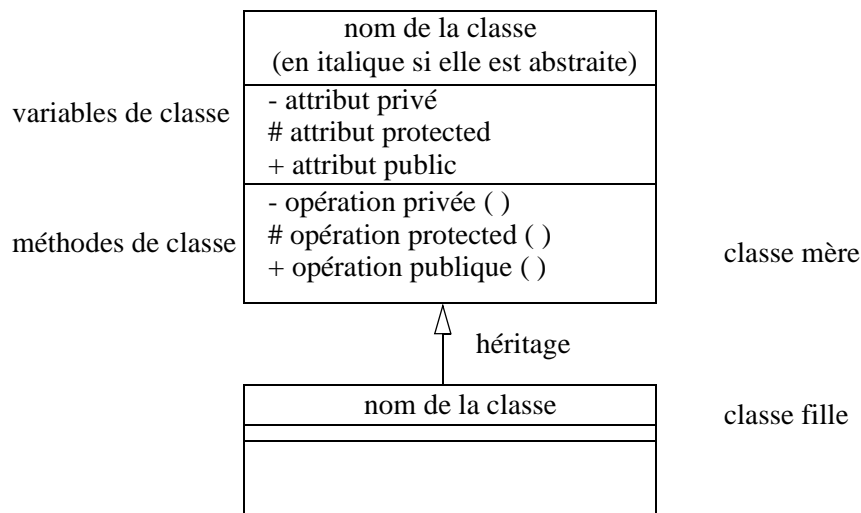 nom de la classe
(en italique si elle est abstraite)
variables de classe
- attribut privé
# attribut protected
+ attribut public
méthodes de classe
- opération privée ( )
# opération protected ( )
+ opération publique ( )
classe mère
héritage
nom de la classe
classe fille